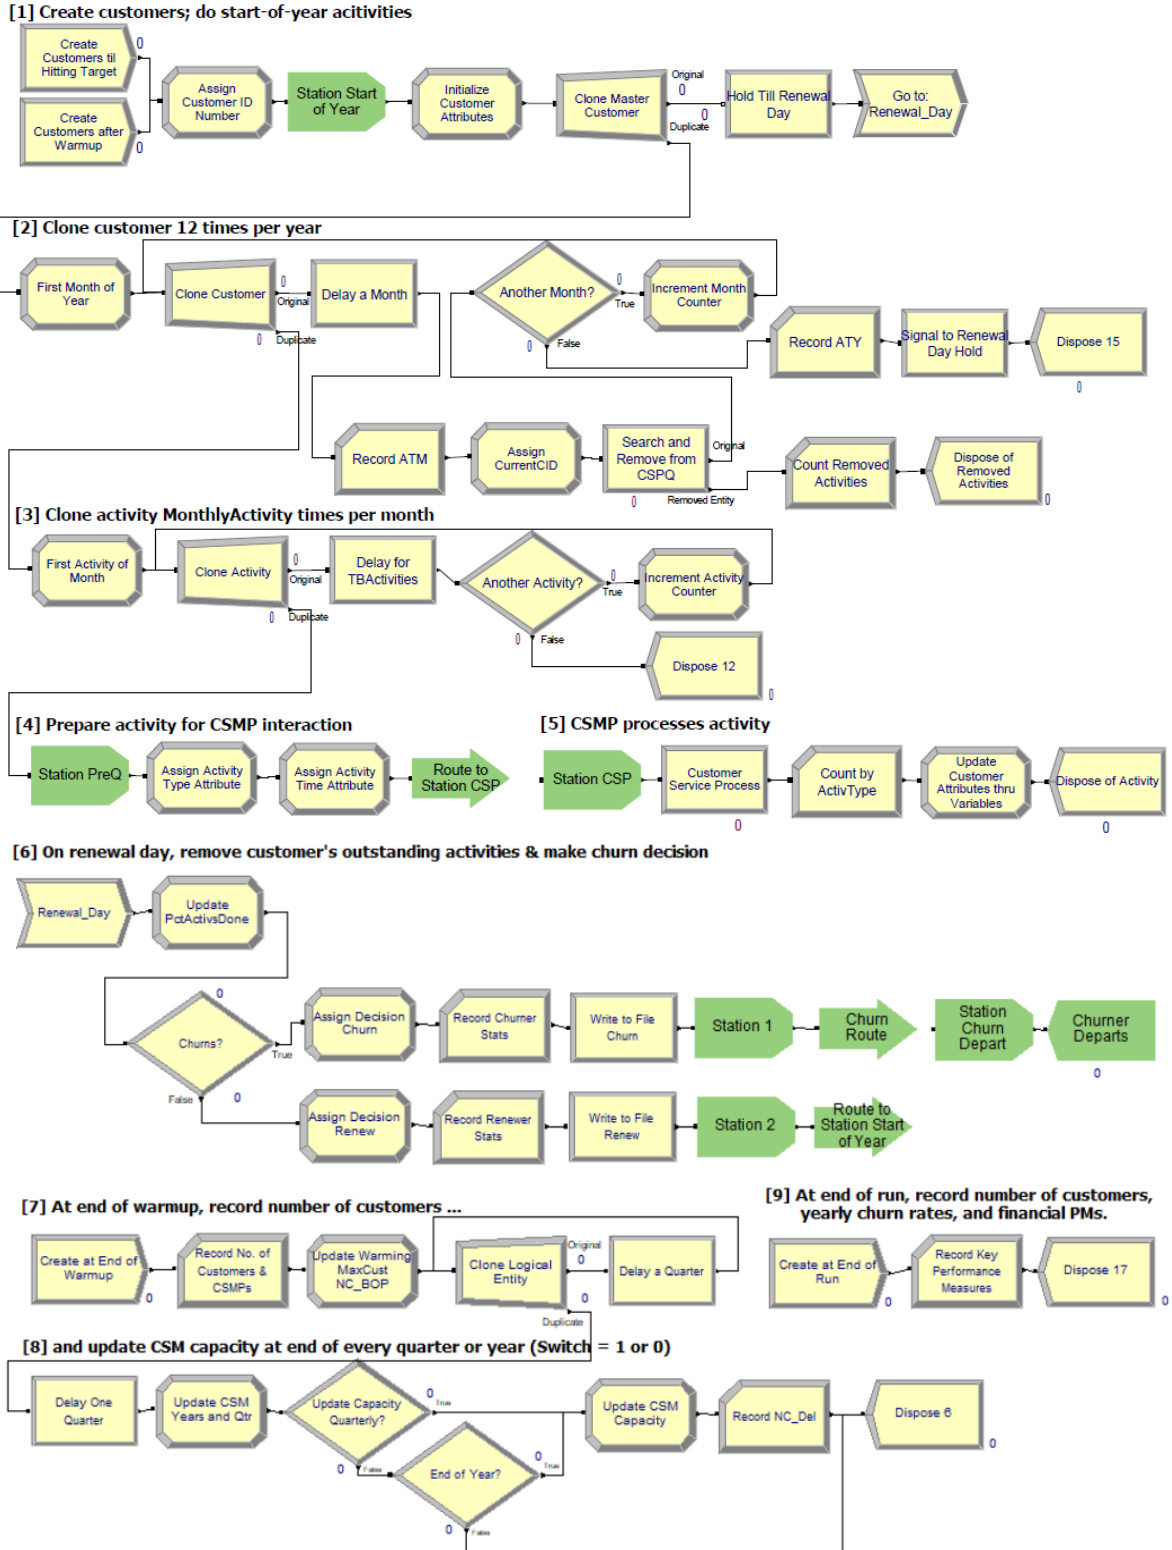 [1] Create customers; do start-of-year acitivities
Create
Customers til
Hitting Target
0
Create
Customers after
Warmup
0
Assign
Customer ID
Number
Station Start
of Year
Initialize
Customer
Attributes
Clone Master
Customer
Original
0
0
Duplicate
Hold Till Renewal
Day
Go to:
Renewal_Day
[2] Clone customer 12 times per year
First Month of
Year
Clone Customer
0
Original
0
Duplicate
Delay a Month
Another Month?
0
True
0
False
Increment Month
Counter
Record ATY
Signal to Renewal
Day Hold
Dispose 15
0
Record ATM
Assign
CurrentCID
Search and
Remove from
CSPQ
Original
0
Removed Entity
Count Removed
Activities
Dispose of
Removed
Activities
0
[3] Clone activity MonthlyActivity times per month
First Activity of
Month
Clone Activity
0
Original
0
Duplicate
Delay for
TBActivities
Another Activity?
0
True
0
False
Increment Activity
Counter
Dispose 12
0
[4] Prepare activity for CSMP interaction
Station PreQ
Assign Activity
Type Attribute
Assign Activity
Time Attribute
Route to
Station CSP
[5] CSMP processes activity
Station CSP
Customer
Service Process
0
Count by
ActivType
Update
Customer
Attributes thru
Variables
Dispose of Activity
0
[6] On renewal day, remove customer's outstanding activities & make churn decision
Renewal_Day
Update
PctActivsDone
Churns?
0
True
0
False
Assign Decision
Churn
Record Churner
Stats
Write to File
Churn
Station 1
Churn
Route
Station
Churn
Depart
Churner
Departs
0
Assign Decision
Renew
Record Renewer
Stats
Write to File
Renew
Station 2
Route to
Station Start
of Year
[7] At end of warmup, record number of customers ...
Create at End of
Warmup
0
Record No. of
Customers &
CSMPs
Update Warming
MaxCust
NC_BOP
Clone Logical
Entity
Original
0
0
Duplicate
Delay a Quarter
[9] At end of run, record number of customers,
yearly churn rates, and financial PMs.
Create at End of
Run
0
Record Key
Performance
Measures
Dispose 17
0
[8] and update CSM capacity at end of every quarter or year (Switch = 1 or 0)
Delay One
Quarter
Update CSM
Years and Qtr
Update Capacity
Quarterly?
0
True
0
False
End of Year?
0
True
0
False
Update CSM
Capacity
Record NC_Del
Dispose 6
0